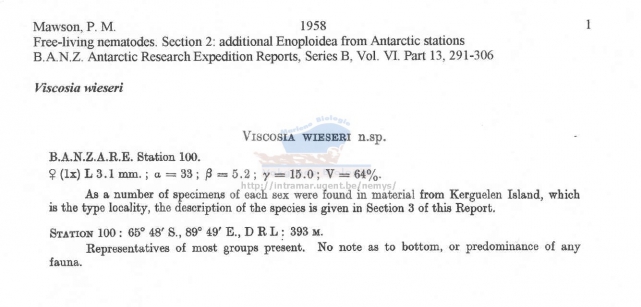 Mawson, P. M. 1958 1
Free-living nematodes. Section 2: additional Enoploidea from Antarctic stations
B.A.N.Z. Antarctic Research Expedition Reports, Series B, Vol. VI. Part 13, 291-306
Viscosia wieseri
VISCOSIA WIESERI n.sp.
B.A.N.Z.A.R.E. Station 100.
♀ (1x) L 3.1 mm. ; α = 33 ; β = 5.2 ; γ = 15.0 ; V = 64%.
http://intramar.ugent.be/nemys/
As a number of specimens of each sex were found in material from Kerguelen Island, which
is the type locality, the description of the species is given in Section 3 of this Report.
STATION 100 : 65° 48′ S., 89° 49′ E., D R L : 393 M.
Representatives of most groups present. No note as to bottom, or predominance of any
fauna.